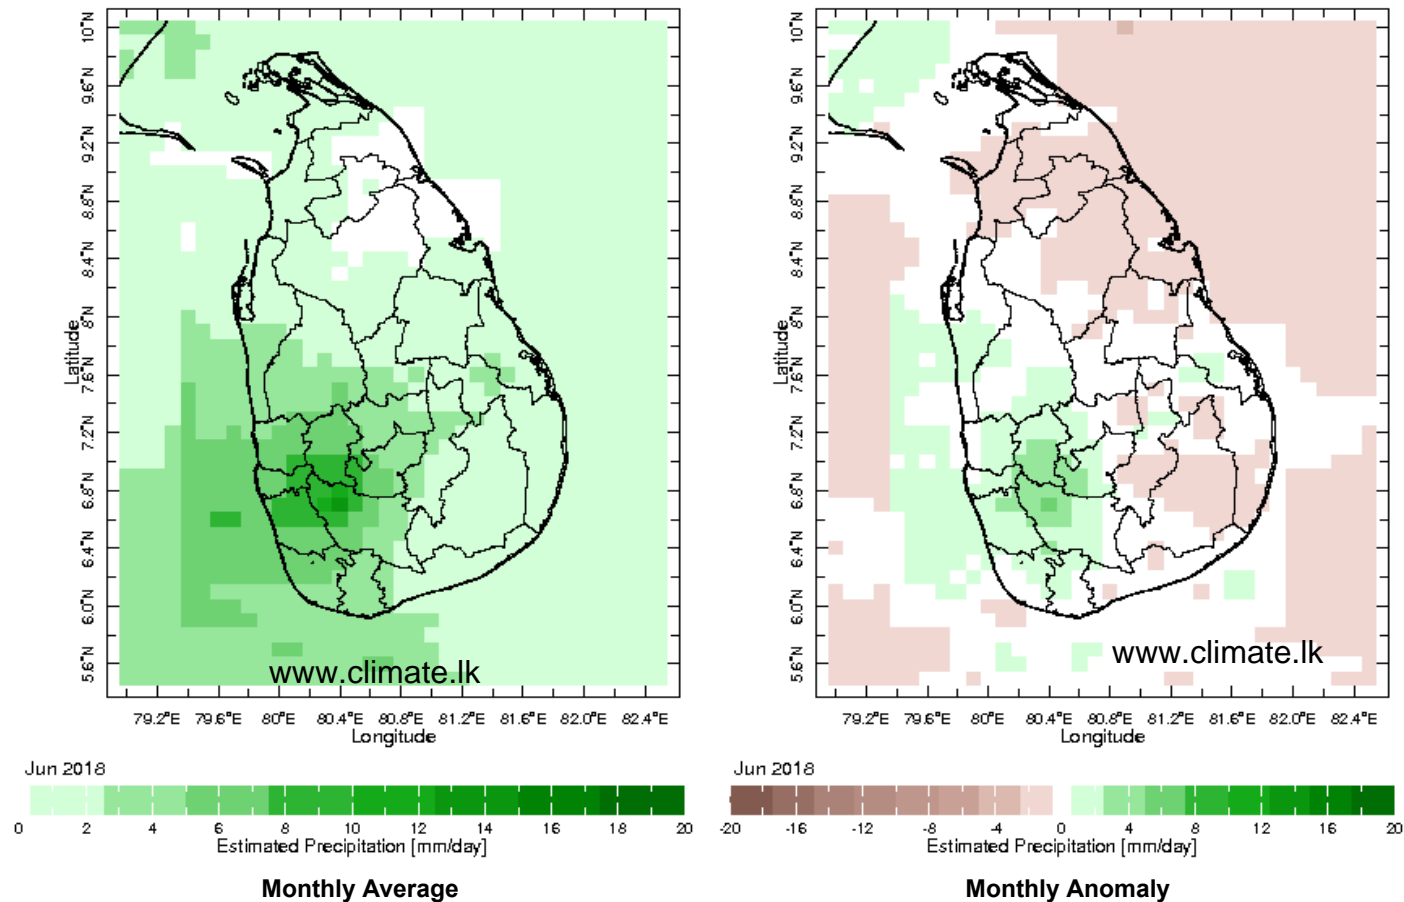 10°N
9.6°N
9.2°N
8.8°N
8.4°N
8°N
7.6°N
7.2°N
6.8°N
6.4°N
6.0°N
5.6°N
Latitude
www.climate.lk
79.2°E 79.6°E 80°E 80.4°E 80.8°E 81.2°E 81.6°E 82.0°E 82.4°E
Longitude
Jun 2018
0 2 4 6 8 10 12 14 16 20
Estimated Precipitation [mm/day]
Monthly Average
10°N
9.6°N
9.2°N
8.8°N
8.4°N
8°N
7.6°N
7.2°N
6.8°N
6.4°N
6.0°N
5.6°N
Latitude
www.climate.lk
79.2°E 79.6°E 80°E 80.4°E 80.8°E 81.2°E 81.6°E 82.0°E 82.4°E
Longitude
Jun 2018
-20 -16 -12 -8 -4 0 4 8 12 16 20
Estimated Precipitation [mm/day]
Monthly Anomaly